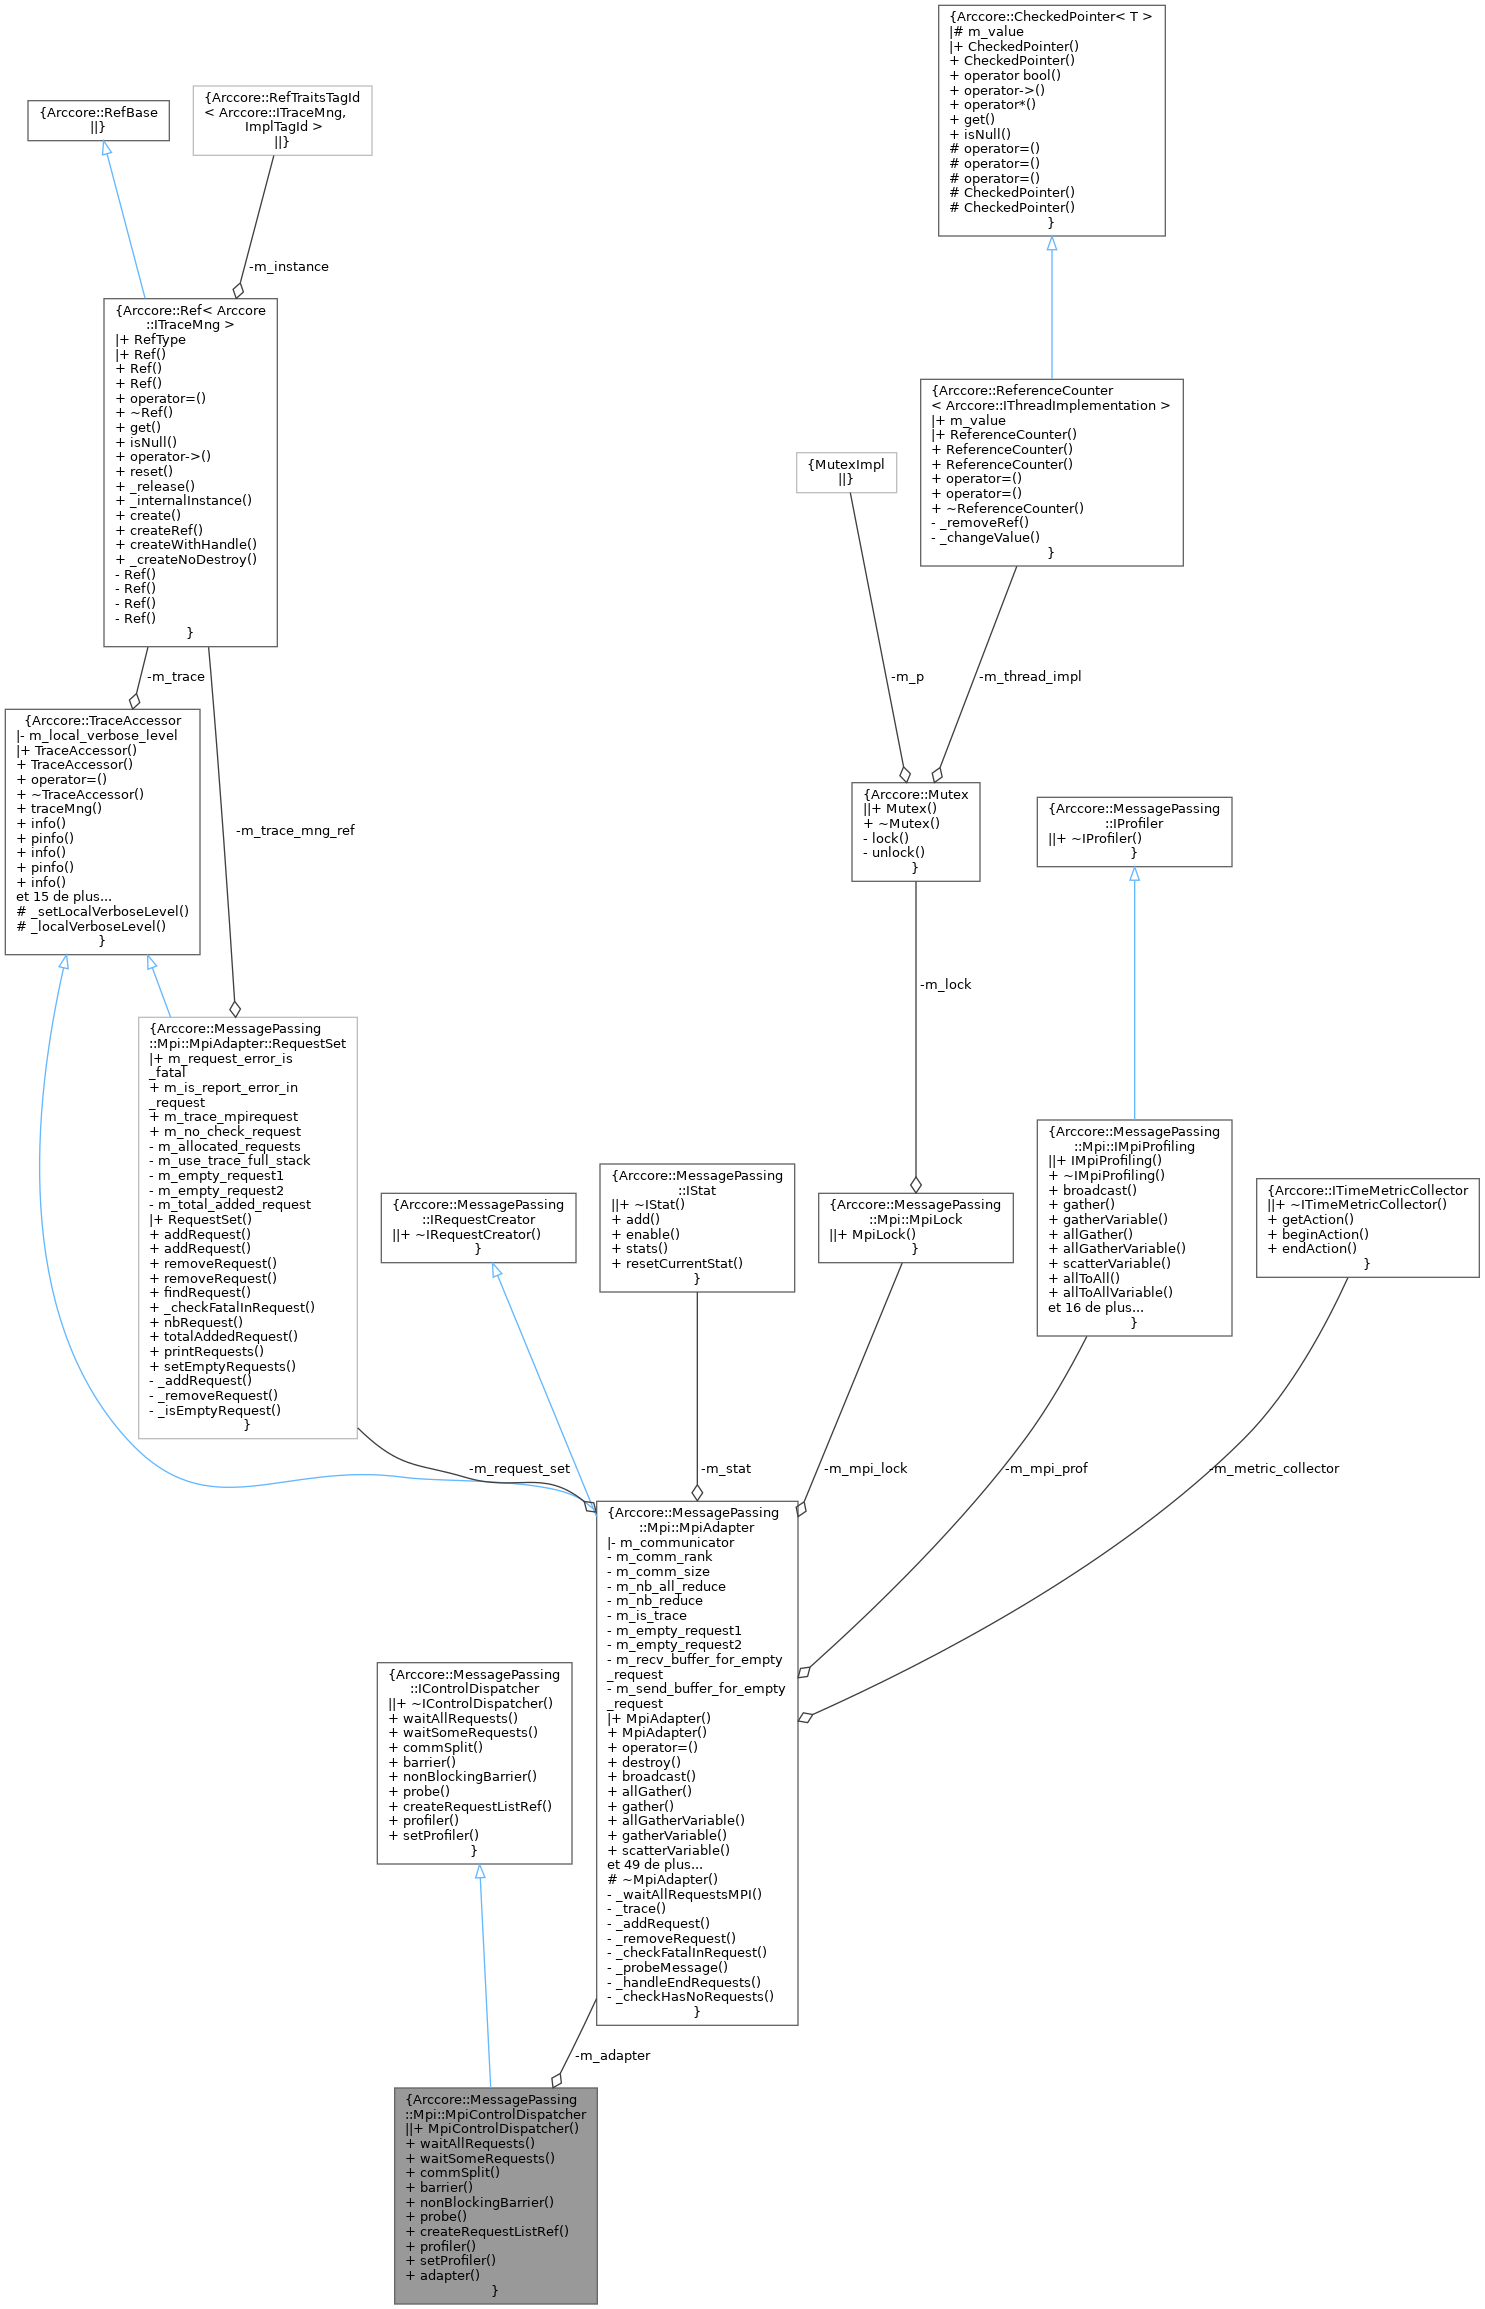 {Arccore::CheckedPointer< T >
|# m_value
|+ CheckedPointer()
+ CheckedPointer()
+ operator bool()
+ operator->()
+ operator*()
+ get()
+ isNull()
# operator=()
# operator=()
# operator=()
# CheckedPointer()
# CheckedPointer()
}
{Arccore::RefBase
||}
{Arccore::RefTraitsTagId
< Arccore::ITraceMng,
ImplTagId >
||}
-m_instance
{Arccore::Ref< Arccore
::ITraceMng >
|+ RefType
|+ Ref()
+ Ref()
+ Ref()
+ operator=()
+ ~Ref()
+ get()
+ isNull()
+ operator->()
+ reset()
+ _release()
+ _internalInstance()
+ create()
+ createRef()
+ createWithHandle()
+ _createNoDestroy()
- Ref()
- Ref()
- Ref()
- Ref()
}
{Arccore::ReferenceCounter
< Arccore::IThreadImplementation >
|+ m_value
|+ ReferenceCounter()
+ ReferenceCounter()
+ ReferenceCounter()
+ operator=()
+ operator=()
+ ~ReferenceCounter()
- _removeRef()
- _changeValue()
}
{MutexImpl
||}
-m_trace
-m_p
-m_thread_impl
{Arccore::TraceAccessor
|- m_local_verbose_level
|+ TraceAccessor()
+ TraceAccessor()
+ operator=()
+ ~TraceAccessor()
+ traceMng()
+ info()
+ pinfo()
+ info()
+ pinfo()
+ info()
et 15 de plus...
# _setLocalVerboseLevel()
# _localVerboseLevel()
}
-m_trace_mng_ref
{Arccore::Mutex
||+ Mutex()
+ ~Mutex()
- lock()
- unlock()
}
{Arccore::MessagePassing
::IProfiler
||+ ~IProfiler()
}
-m_lock
{Arccore::MessagePassing
::Mpi::MpiAdapter::RequestSet
|+ m_request_error_is
_fatal
+ m_is_report_error_in
_request
+ m_trace_mpirequest
+ m_no_check_request
- m_allocated_requests
- m_use_trace_full_stack
- m_empty_request1
- m_empty_request2
- m_total_added_request
|+ RequestSet()
+ addRequest()
+ addRequest()
+ removeRequest()
+ removeRequest()
+ findRequest()
+ _checkFatalInRequest()
+ nbRequest()
+ totalAddedRequest()
+ printRequests()
+ setEmptyRequests()
- _addRequest()
- _removeRequest()
- _isEmptyRequest()
}
{Arccore::MessagePassing
::IRequestCreator
||+ ~IRequestCreator()
}
{Arccore::MessagePassing
::IStat
||+ ~IStat()
+ add()
+ enable()
+ stats()
+ resetCurrentStat()
}
{Arccore::MessagePassing
::Mpi::MpiLock
||+ MpiLock()
}
{Arccore::MessagePassing
::Mpi::IMpiProfiling
||+ IMpiProfiling()
+ ~IMpiProfiling()
+ broadcast()
+ gather()
+ gatherVariable()
+ allGather()
+ allGatherVariable()
+ scatterVariable()
+ allToAll()
+ allToAllVariable()
et 16 de plus...
}
{Arccore::ITimeMetricCollector
||+ ~ITimeMetricCollector()
+ getAction()
+ beginAction()
+ endAction()
}
-m_request_set
-m_stat
-m_mpi_lock
-m_mpi_prof
-m_metric_collector
{Arccore::MessagePassing
::Mpi::MpiAdapter
|- m_communicator
- m_comm_rank
- m_comm_size
- m_nb_all_reduce
- m_nb_reduce
- m_is_trace
- m_empty_request1
- m_empty_request2
- m_recv_buffer_for_empty
_request
- m_send_buffer_for_empty
_request
|+ MpiAdapter()
+ MpiAdapter()
+ operator=()
+ destroy()
+ broadcast()
+ allGather()
+ gather()
+ allGatherVariable()
+ gatherVariable()
+ scatterVariable()
et 49 de plus...
# ~MpiAdapter()
- _waitAllRequestsMPI()
- _trace()
- _addRequest()
- _removeRequest()
- _checkFatalInRequest()
- _probeMessage()
- _handleEndRequests()
- _checkHasNoRequests()
}
{Arccore::MessagePassing
::IControlDispatcher
||+ ~IControlDispatcher()
+ waitAllRequests()
+ waitSomeRequests()
+ commSplit()
+ barrier()
+ nonBlockingBarrier()
+ probe()
+ createRequestListRef()
+ profiler()
+ setProfiler()
}
-m_adapter
{Arccore::MessagePassing
::Mpi::MpiControlDispatcher
||+ MpiControlDispatcher()
+ waitAllRequests()
+ waitSomeRequests()
+ commSplit()
+ barrier()
+ nonBlockingBarrier()
+ probe()
+ createRequestListRef()
+ profiler()
+ setProfiler()
+ adapter()
}